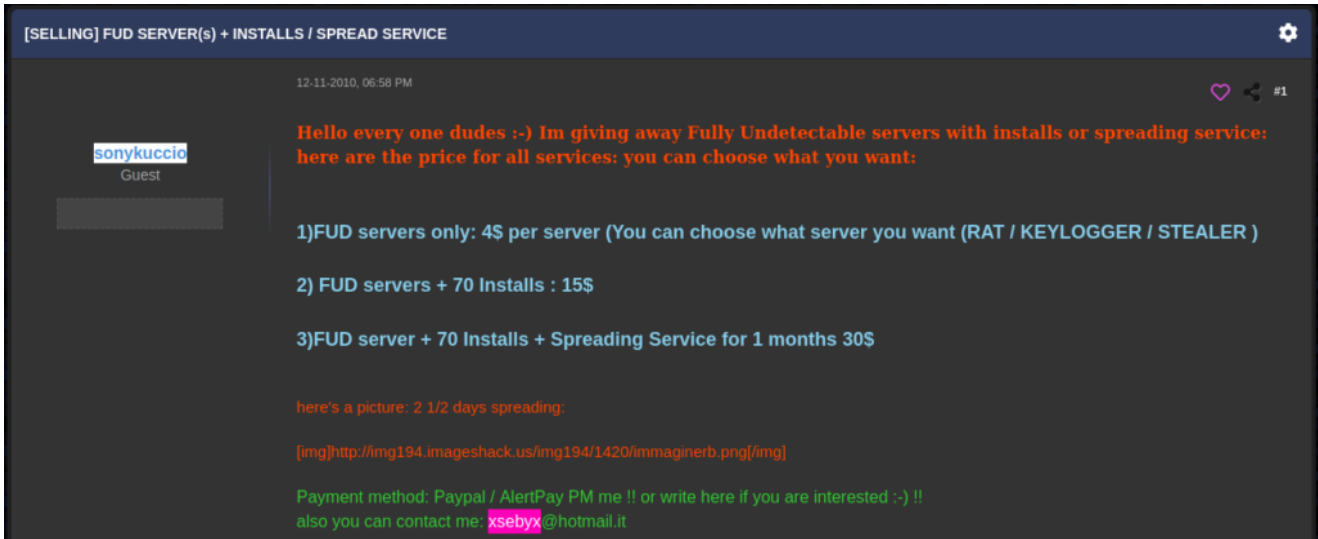 [SELLING] FUD SERVER(s) + INSTALLS / SPREAD SERVICE
12-11-2010, 06:58 PM
#1
sonykuccio
Guest
Hello every one dudes :-) Im giving away Fully Undetectable servers with installs or spreading service:
here are the price for all services: you can choose what you want:
1)FUD servers only: 4$ per server (You can choose what server you want (RAT / KEYLOGGER / STEALER )
2) FUD servers + 70 Installs : 15$
3)FUD server + 70 Installs + Spreading Service for 1 months 30$
here's a picture: 2 1/2 days spreading:
[img]http://img194.imageshack.us/img194/1420/immaginerb.png[/img]
Payment method: Paypal / AlertPay PM me !! or write here if you are interested :-) !!
also you can contact me: xsebyx@hotmail.it